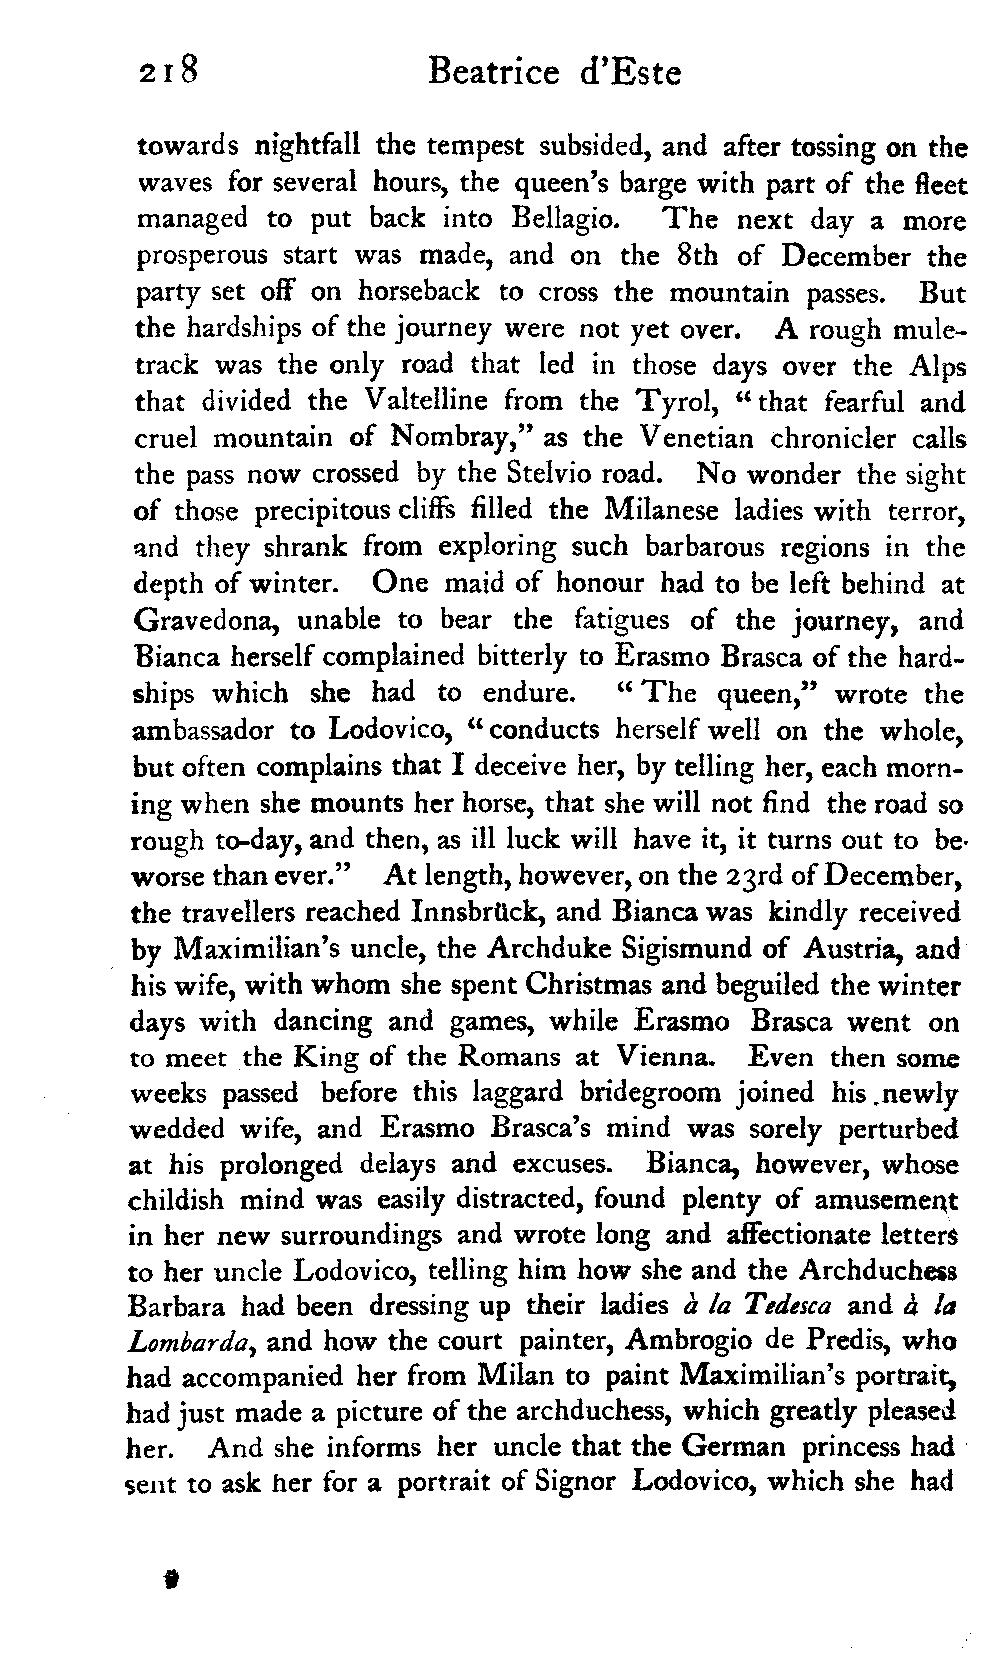 218 Beatrice d'Este
towards nightfall the tempest subsided, and after tossing on the
waves for several hours, the queen's barge with part of the fleet
managed to put back into Bellagio. The next day a more
prosperous start was made, and on the 8th of December the
party set off on horseback to cross the mountain passes. But
the hardships of the journey were not yet over. A rough mule-
track was the only road that led in those days over the Alps
that divided the Valtelline from the Tyrol, "that fearful and
cruel mountain of Nombray," as the Venetian chronicler calls
the pass now crossed by the Stelvio road. No wonder the sight
of those precipitous cliffs filled the Milanese ladies with terror,
and they shrank from exploring such barbarous regions in the
depth of winter. One maid of honour had to be left behind at
Gravedona, unable to bear the fatigues of the journey, and
Bianca herself complained bitterly to Erasmo Brasca of the hard-
ships which she had to endure. "The queen," wrote the
ambassador to Lodovico, "conducts herself well on the whole,
but often complains that I deceive her, by telling her, each morn-
ing when she mounts her horse, that she will not find the road so
rough to-day, and then, as ill luck will have it, it turns out to be
worse than ever." At length, however, on the 23rd of December,
the travellers reached Innsbrück, and Bianca was kindly received
by Maximilian's uncle, the Archduke Sigismund of Austria, and
his wife, with whom she spent Christmas and beguiled the winter
days with dancing and games, while Erasmo Brasca went on
to meet the King of the Romans at Vienna. Even then some
weeks passed before this laggard bridegroom joined his newly
wedded wife, and Erasmo Brasca's mind was sorely perturbed
at his prolonged delays and excuses. Bianca, however, whose
childish mind was easily distracted, found plenty of amusement
in her new surroundings and wrote long and affectionate letters
to her uncle Lodovico, telling him how she and the Archduchess
Barbara had been dressing up their ladies à la Tedesca and à la
Lombarda, and how the court painter, Ambrogio de Predis, who
had accompanied her from Milan to paint Maximilian's portrait,
had just made a picture of the archduchess, which greatly pleased
her. And she informs her uncle that the German princess had
sent to ask her for a portrait of Signor Lodovico, which she had